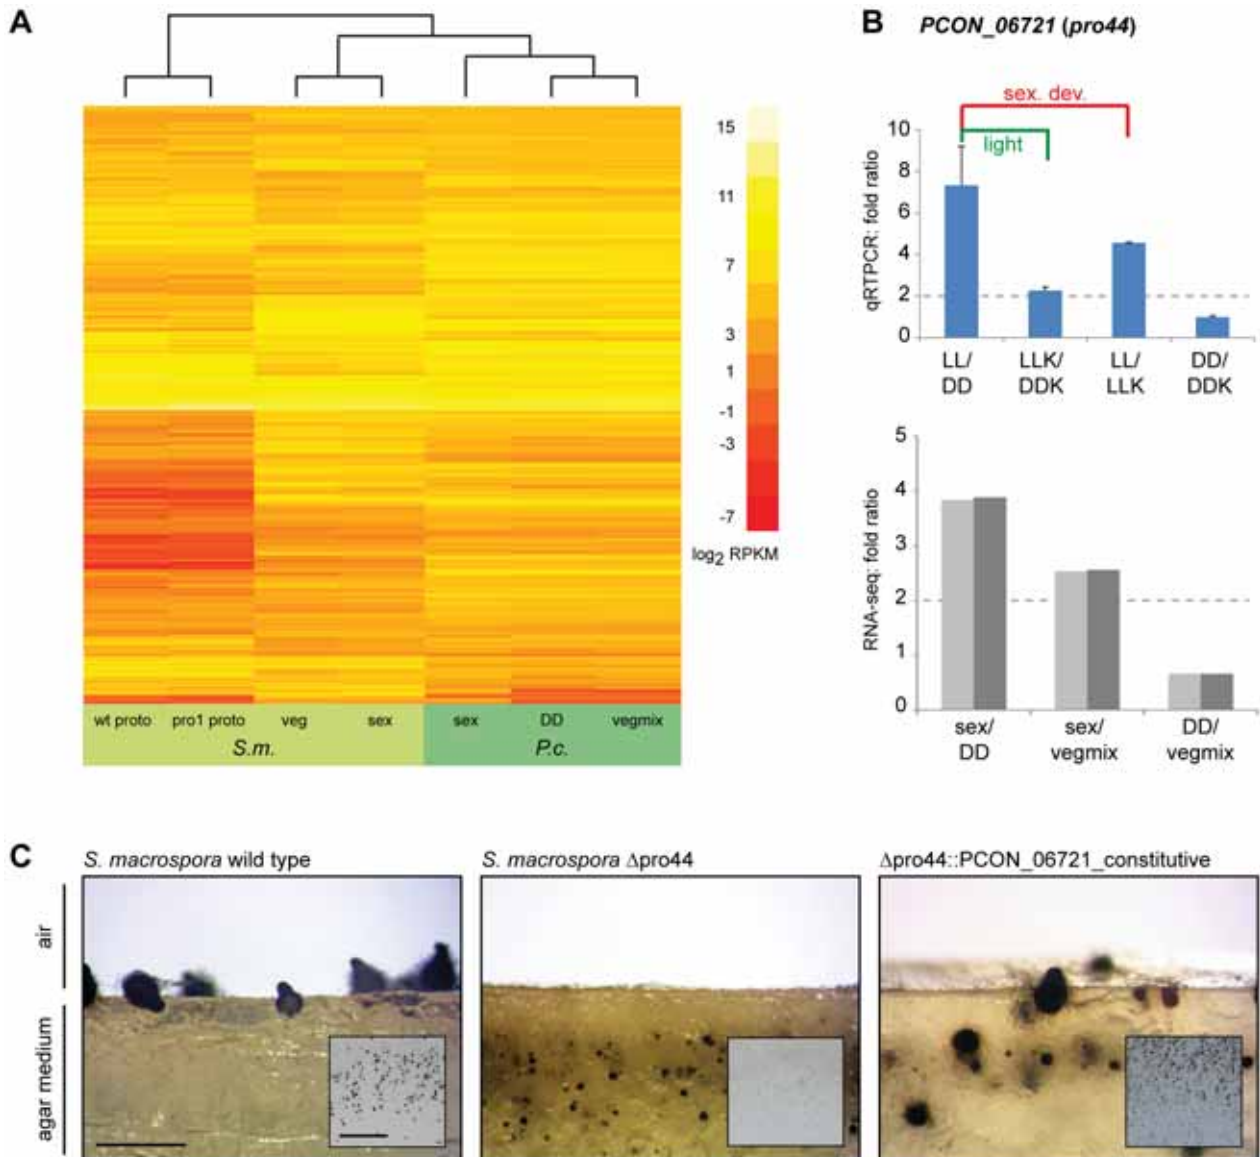 A
15
11
7
3
1
-1
-3
-7
log2 RPKM
wt proto pro1 proto veg sex sex DD vegmix
S.m. P.c.
B PCON_06721 (pro44)
sex. dev.
light
qRTPCR: fold ratio
10
8
6
4
2
0
LL/ LLK/ LL/ DD/
DD DDK LLK DDK
RNA-seq: fold ratio
5
4
3
2
1
0
sex/ sex/ DD/
DD vegmix vegmix
C
S. macrospora wild type
S. macrospora Δpro44
Δpro44::PCON_06721_constitutive
air
agar medium